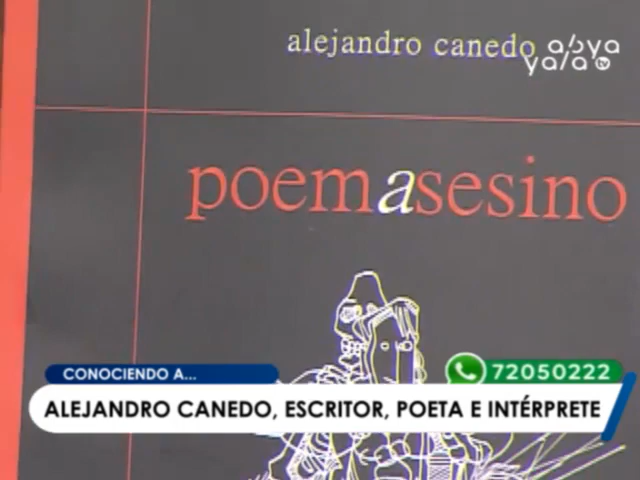 alejandro canedo
abya
yala tv
poemasesino
CONOCIENDO A...
72050222
ALEJANDRO CANEDO, ESCRITOR, POETA E INTÉRPRETE